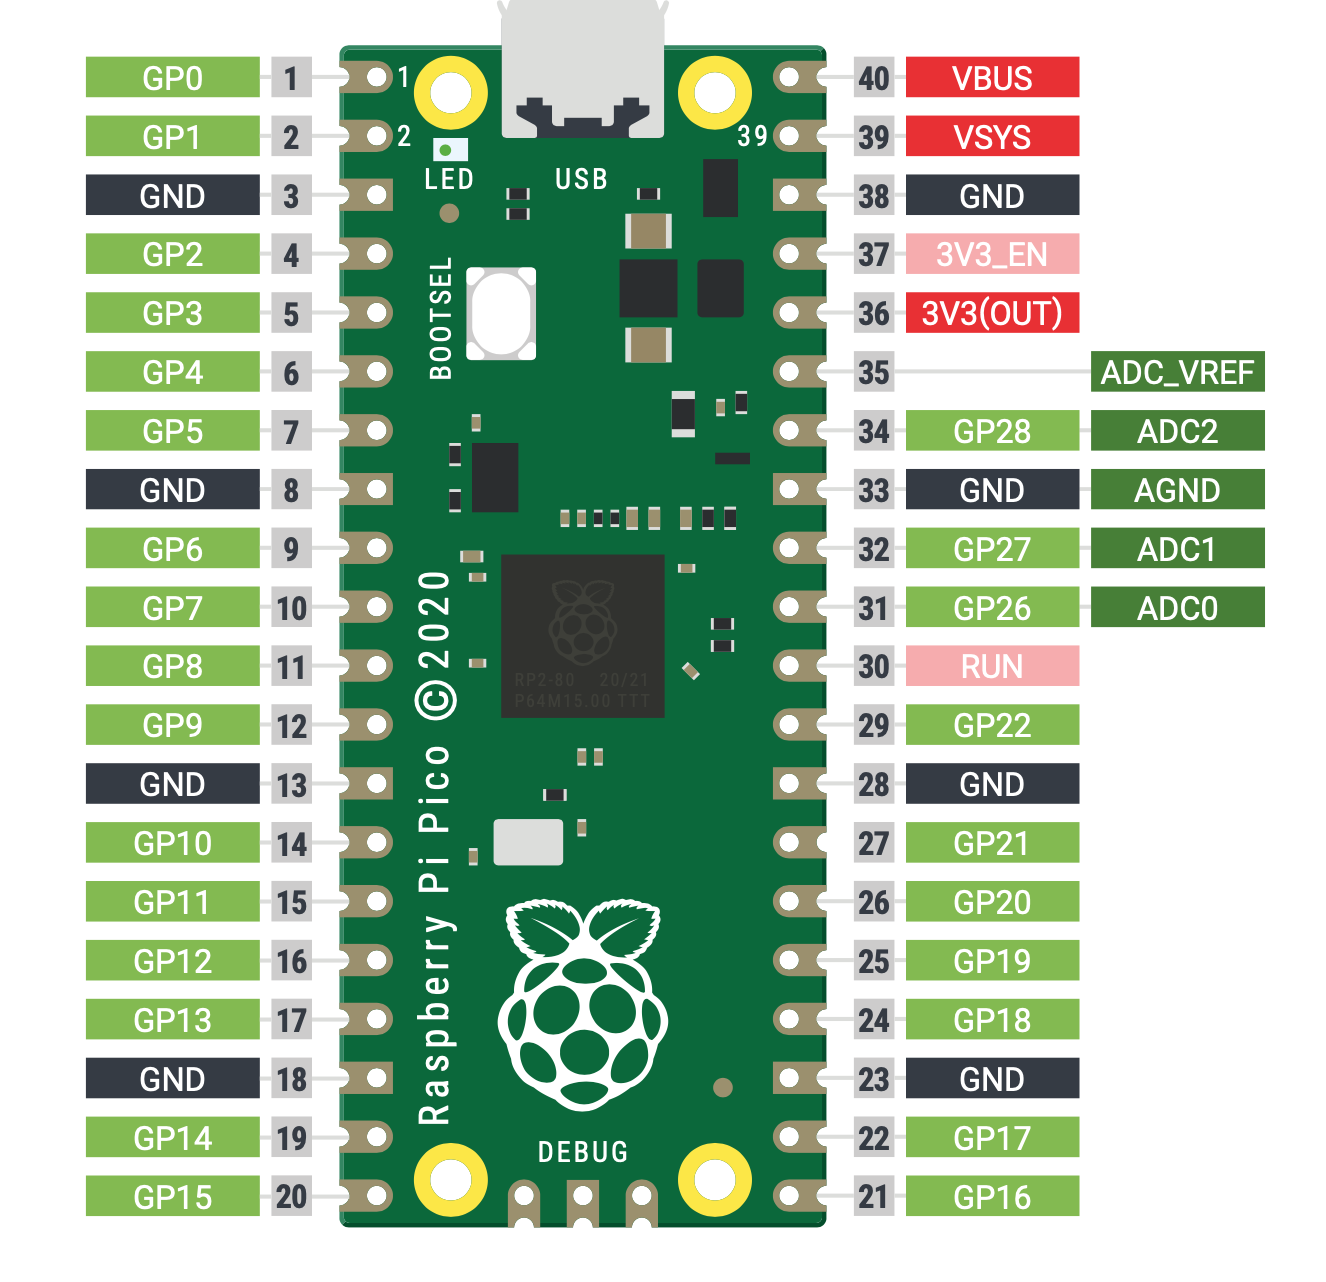 GP0 1 1 40 VBUS
GP1 2 2 39 39 VSYS
LED USB
GND 3 38 GND
GP2 4 37 3V3_EN
GP3 5 BOOTSEL 36 3V3(OUT)
GP4 6 35 ADC_VREF
GP5 7 34 GP28 ADC2
GND 8 33 GND AGND
GP6 9 32 GP27 ADC1
GP7 10 31 GP26 ADC0
GP8 11 30 RUN
RP2-80 20/21
P64M15.00 TTT
GP9 12 29 GP22
GND 13 28 GND
GP10 14 27 GP21
GP11 15 26 GP20
GP12 16 25 GP19
GP13 17 24 GP18
GND 18 23 GND
GP14 19 22 GP17
GP15 20 21 GP16
Raspberry Pi Pico ©2020
DEBUG